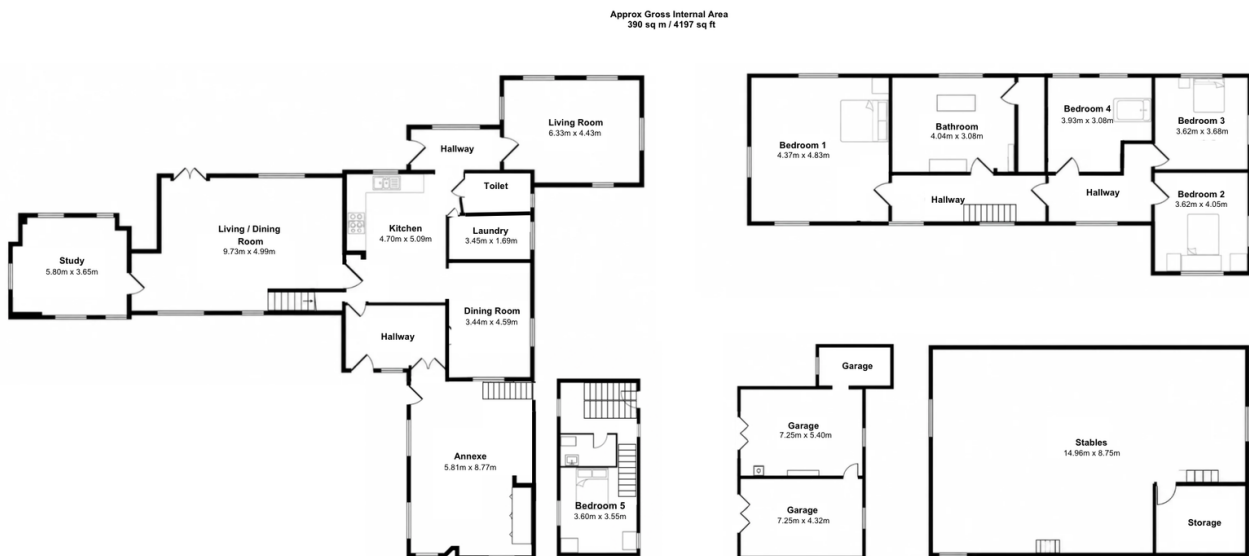 Approx Gross Internal Area
390 sq m / 4197 sq ft
Living Room
6.33m x 4.43m
Hallway
Toilet
Kitchen
4.70m x 5.09m
Laundry
3.45m x 1.69m
Living / Dining
Room
9.73m x 4.99m
Study
5.80m x 3.65m
Dining Room
3.44m x 4.59m
Hallway
Annexe
5.81m x 8.77m
Bedroom 5
3.60m x 3.55m
Bedroom 1
4.37m x 4.83m
Bathroom
4.04m x 3.08m
Bedroom 4
3.93m x 3.08m
Bedroom 3
3.62m x 3.68m
Hallway
Hallway
Bedroom 2
3.62m x 4.05m
Garage
Garage
7.25m x 5.40m
Garage
7.25m x 4.32m
Stables
14.96m x 8.75m
Storage